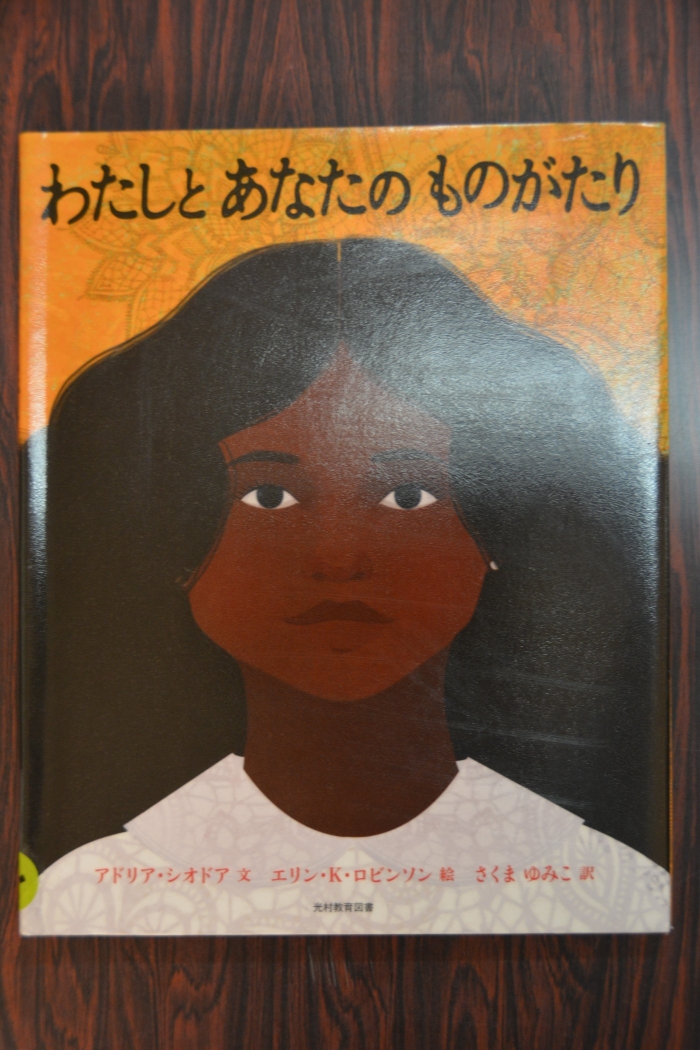 わたしと あなたの ものがたり
アドリア・シオドア 文 エリン・K・ロビンソン 絵 さくま ゆみこ 訳
光村教育図書